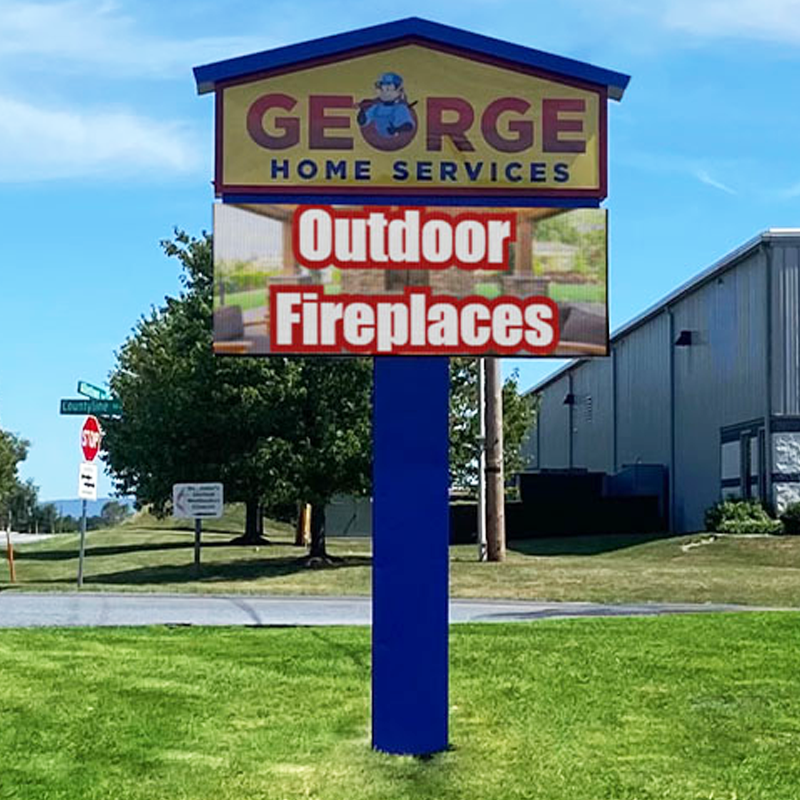 GEORGE
HOME SERVICES
Outdoor
Fireplaces
Countyline
STOP